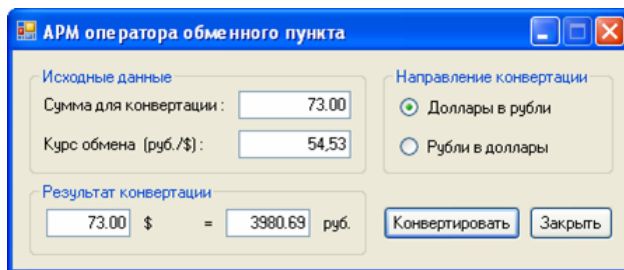 АРМ оператора обменного пункта
Исходные данные
Сумма для конвертации : 73.00
Курс обмена (руб./$) : 54,53
Направление конвертации
Доллары в рубли
Рубли в доллары
Результат конвертации
73.00 $ = 3980.69 руб.
Конвертировать Закрыть